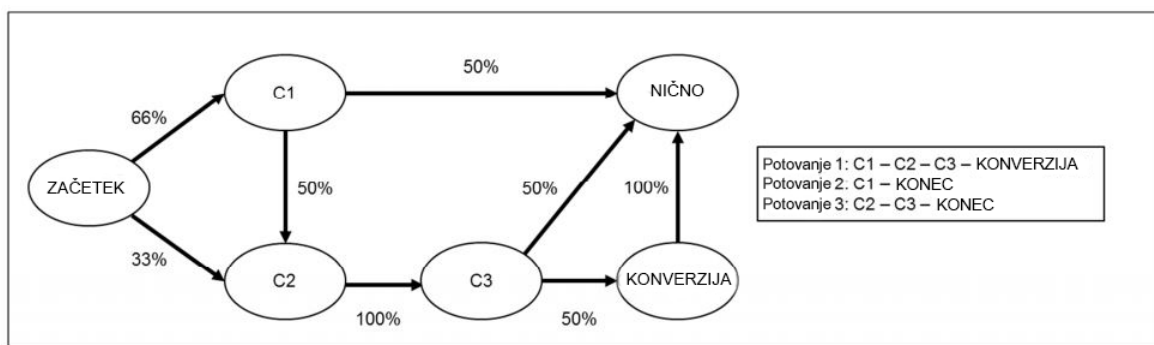 50%
C1
NIČNO
66%
ZAČETEK
50%
50%
100%
Potovanje 1: C1 – C2 – C3 – KONVERZIJA
Potovanje 2: C1 – KONEC
Potovanje 3: C2 – C3 – KONEC
33%
C2
C3
KONVERZIJA
100%
50%